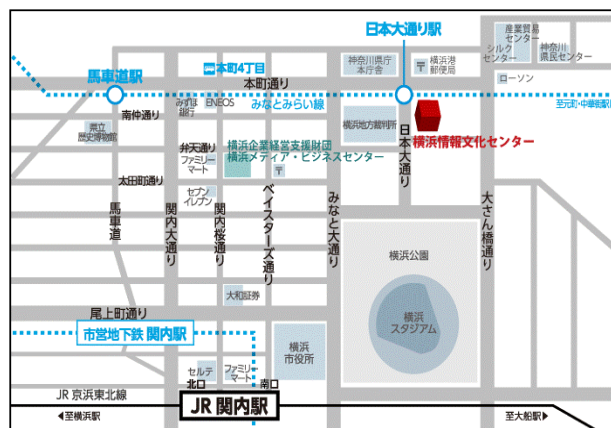 日本大通り駅
産業貿易
センター
シルク
センター
神奈川
県民センター
馬車道駅
本町4丁目
神奈川県庁
本庁舎
〒
横浜港
郵便局
ローソン
本町通り
みずほ
銀行
ENEOS
みなとみらい線
至元町・中華街駅
南仲通り
県立
歴史博物館
横浜地方裁判所
日本大通り
横浜情報文化センター
弁天通り
ファミリー
マート
横浜企業経営支援財団
横浜メディア・ビジネスセンター
〒
太田町通り
セブン
イレブン
馬車道
関内大通り
関内桜通り
ベイスターズ通り
みなと大通り
大さん橋通り
横浜公園
大和証券
横浜
スタジアム
尾上町通り
市営地下鉄 関内駅
横浜
市役所
セルテ
ファミリー
マート
北口
南口
JR 京浜東北線
JR 関内駅
◀至横浜駅
至大船駅▶